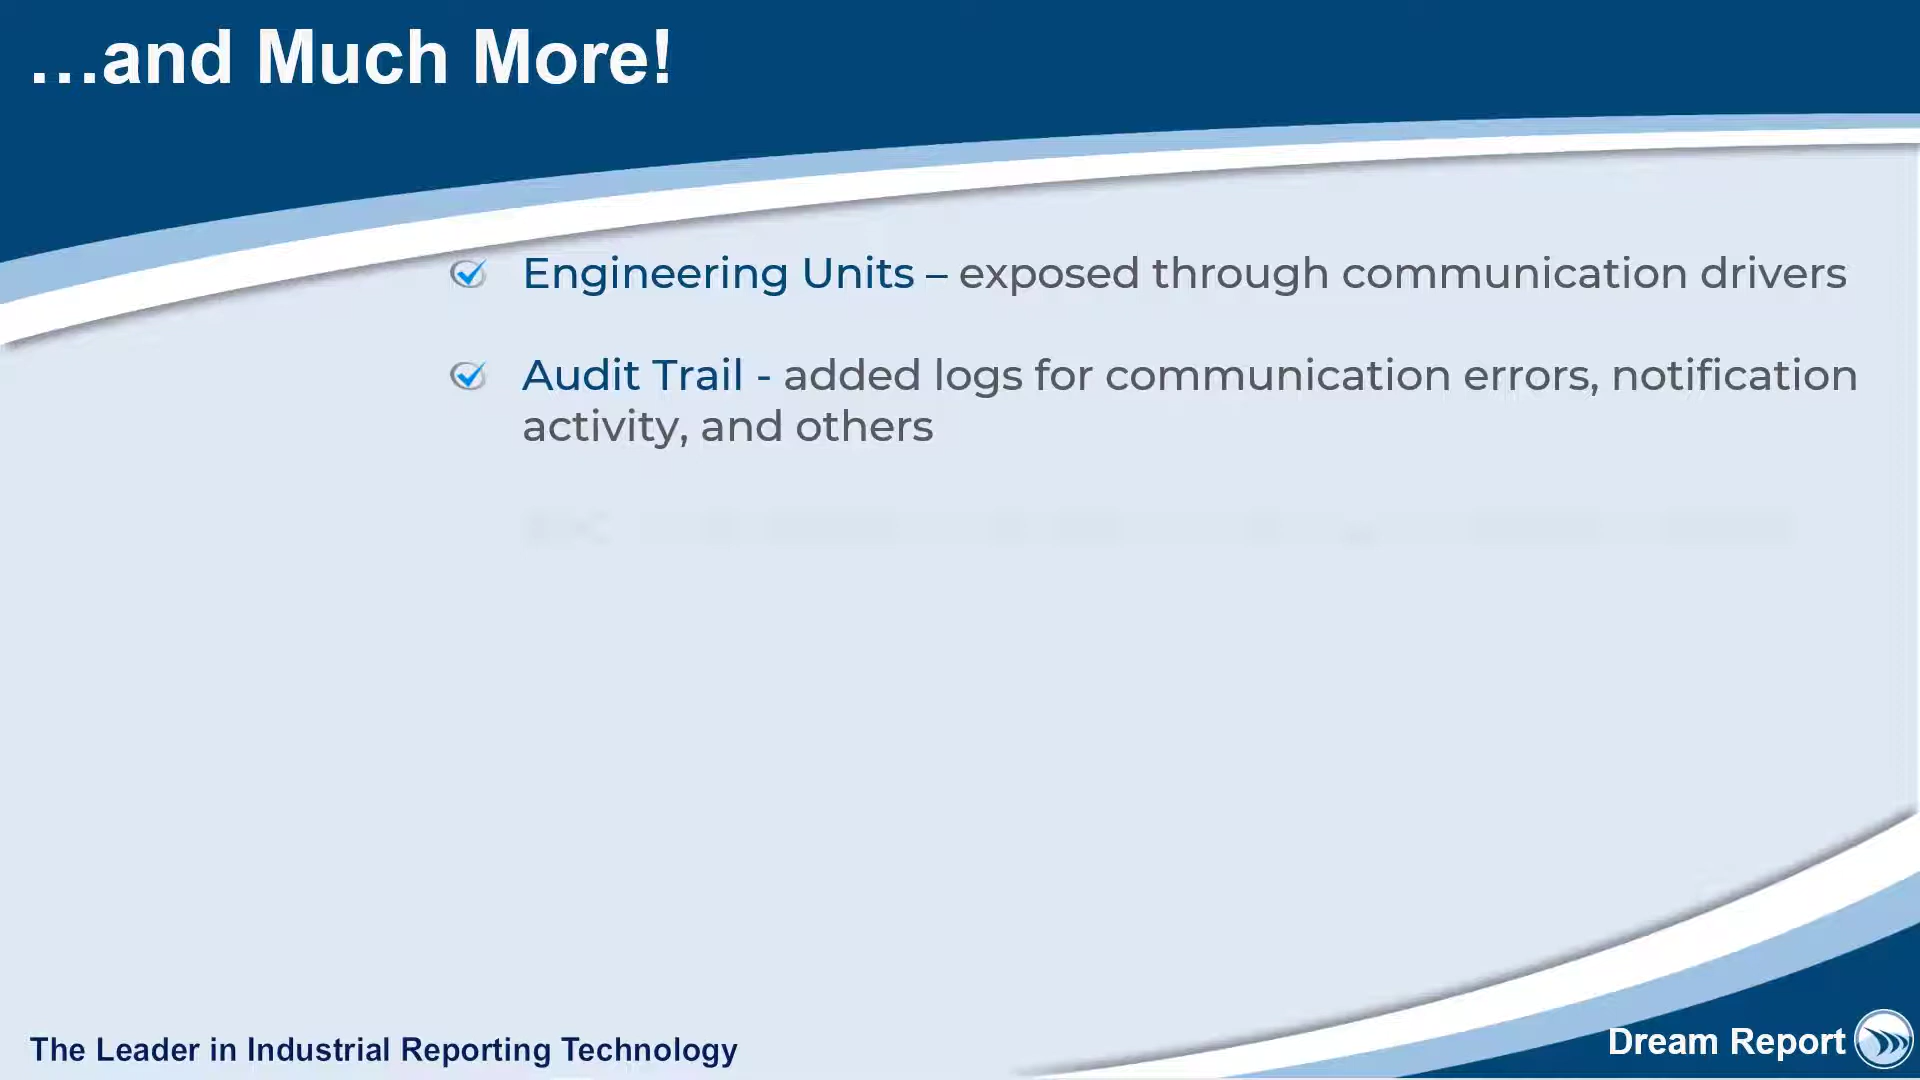 …and Much More!
Engineering Units – exposed through communication drivers
Audit Trail - added logs for communication errors, notification
activity, and others
The Leader in Industrial Reporting Technology
Dream Report